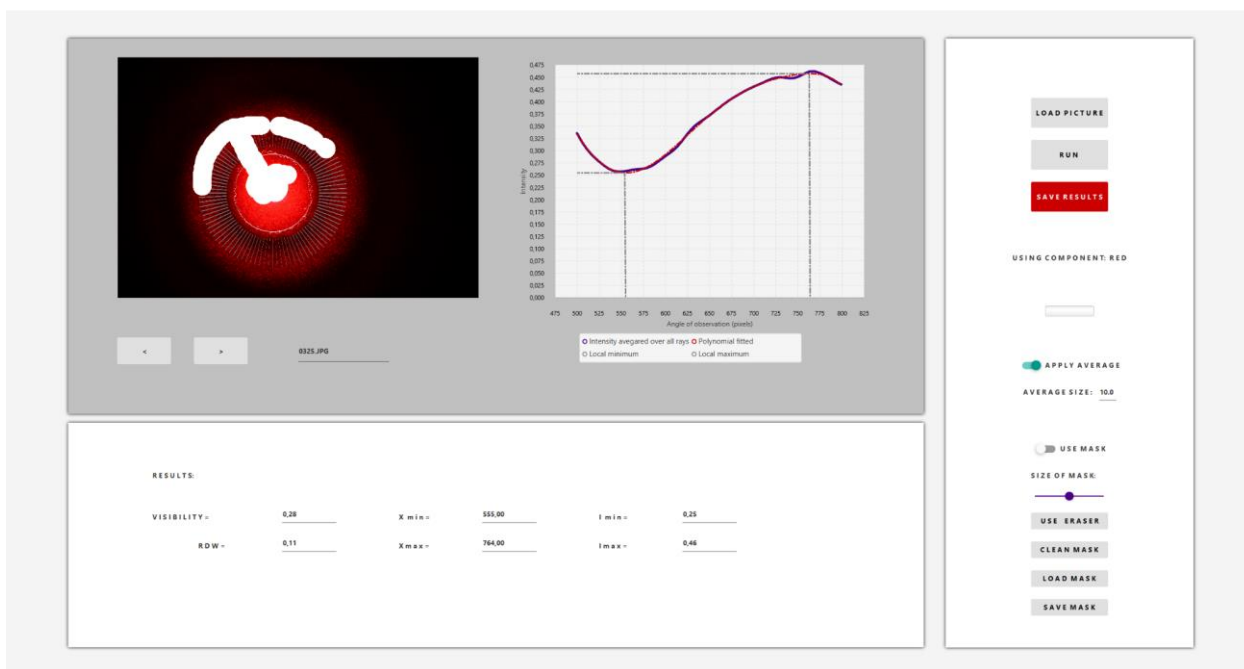 0,475
0,450
0,425
0,400
0,375
0,350
0,325
0,300
0,275
0,250
0,225
0,200
0,175
0,150
0,125
0,100
0,075
0,050
0,025
0,000
Intensity
475 500 525 550 575 600 625 650 675 700 725 750 775 800 825
Angle of observation (pixels)
Intensity avegared over all rays Polynomial fitted
Local minimum Local maximum
< > 0325.JPG
LOAD PICTURE
RUN
SAVE RESULTS
USING COMPONENT: RED
APPLY AVERAGE
AVERAGE SIZE: 10.0
USE MASK
SIZE OF MASK:
USE ERASER
CLEAN MASK
LOAD MASK
SAVE MASK
RESULTS:
VISIBILITY= 0,28 X min= 555,00 I min= 0,25
RDW= 0,11 Xmax= 764,00 Imax= 0,46